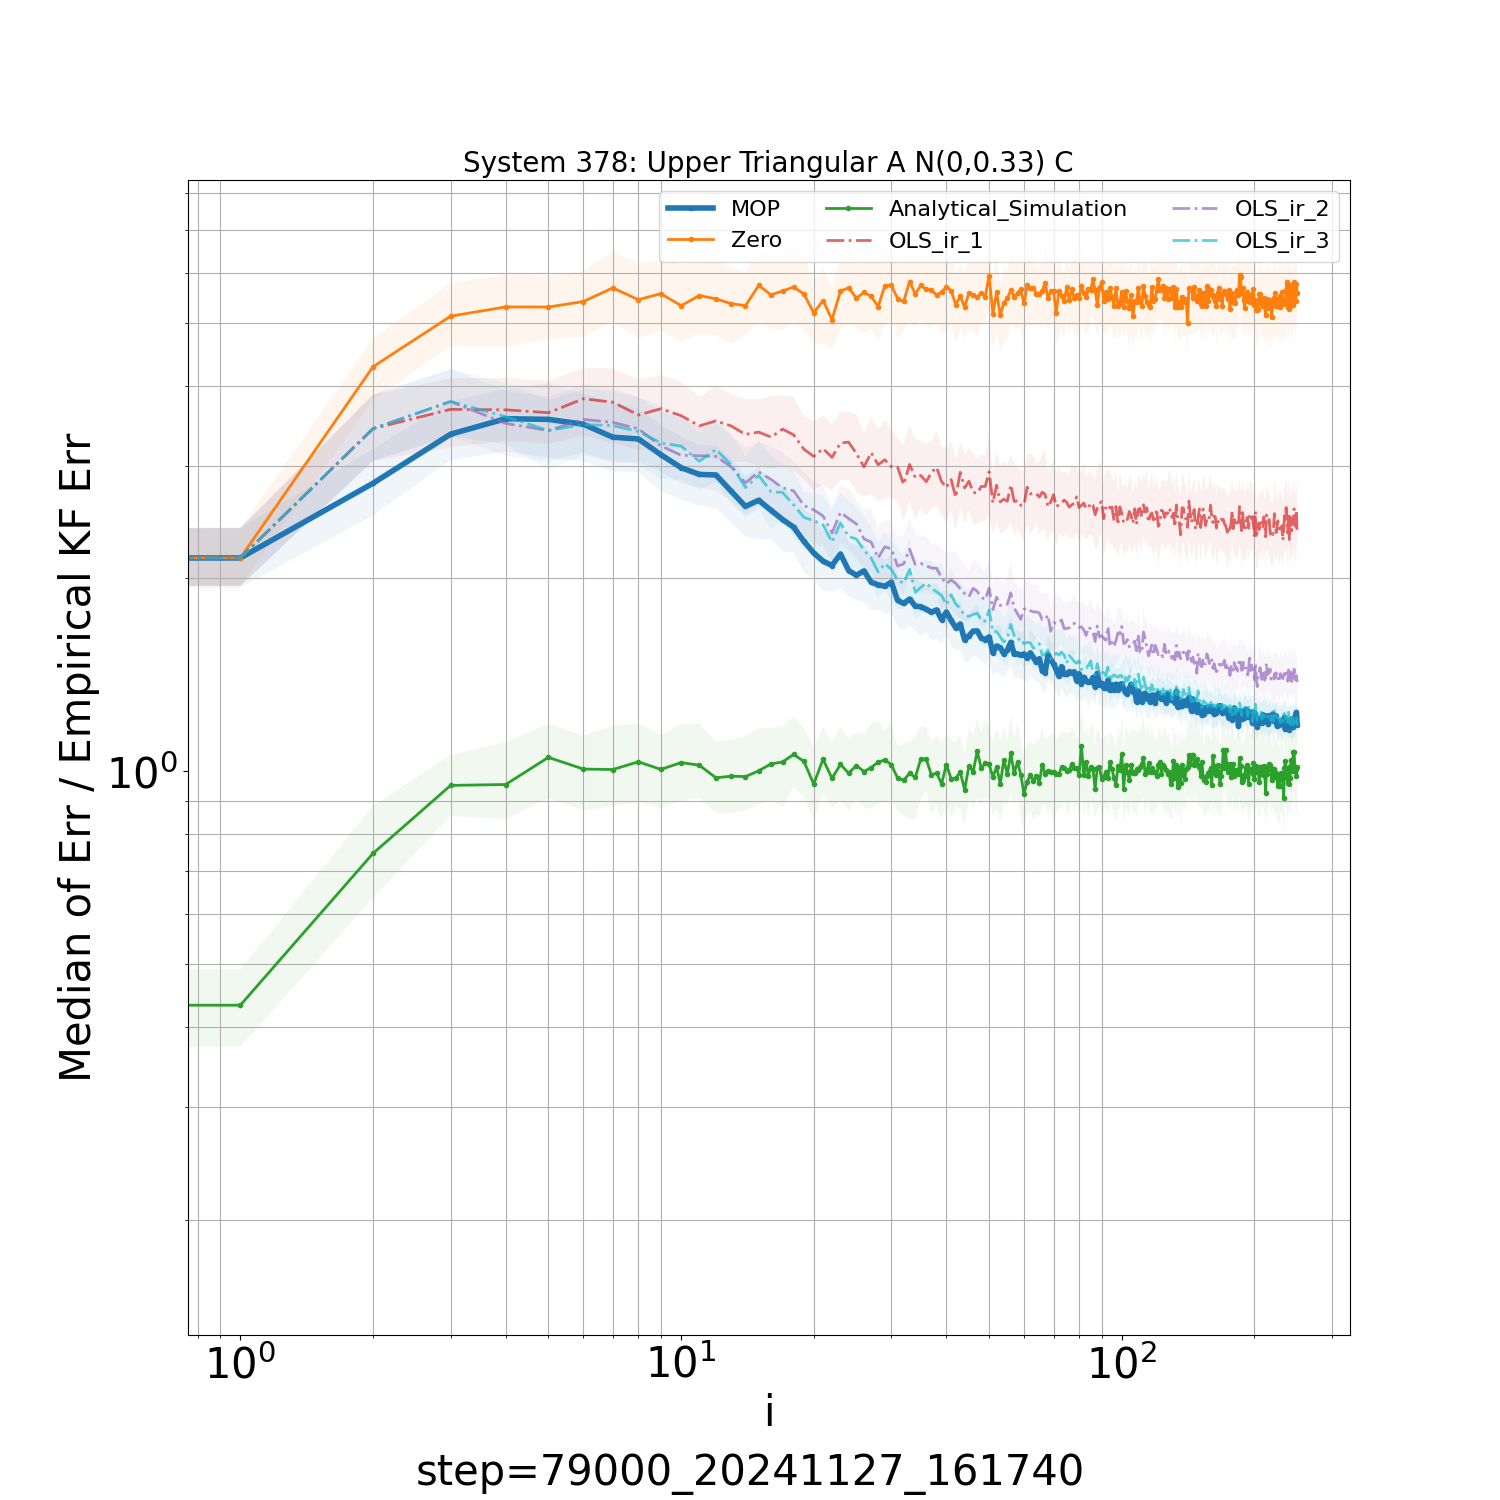 System 378: Upper Triangular A N(0,0.33) C
MOP
Zero
Analytical_Simulation
OLS_ir_1
OLS_ir_2
OLS_ir_3
Median of Err / Empirical KF Err
10⁰
10⁰
10¹
10²
i
step=79000_20241127_161740